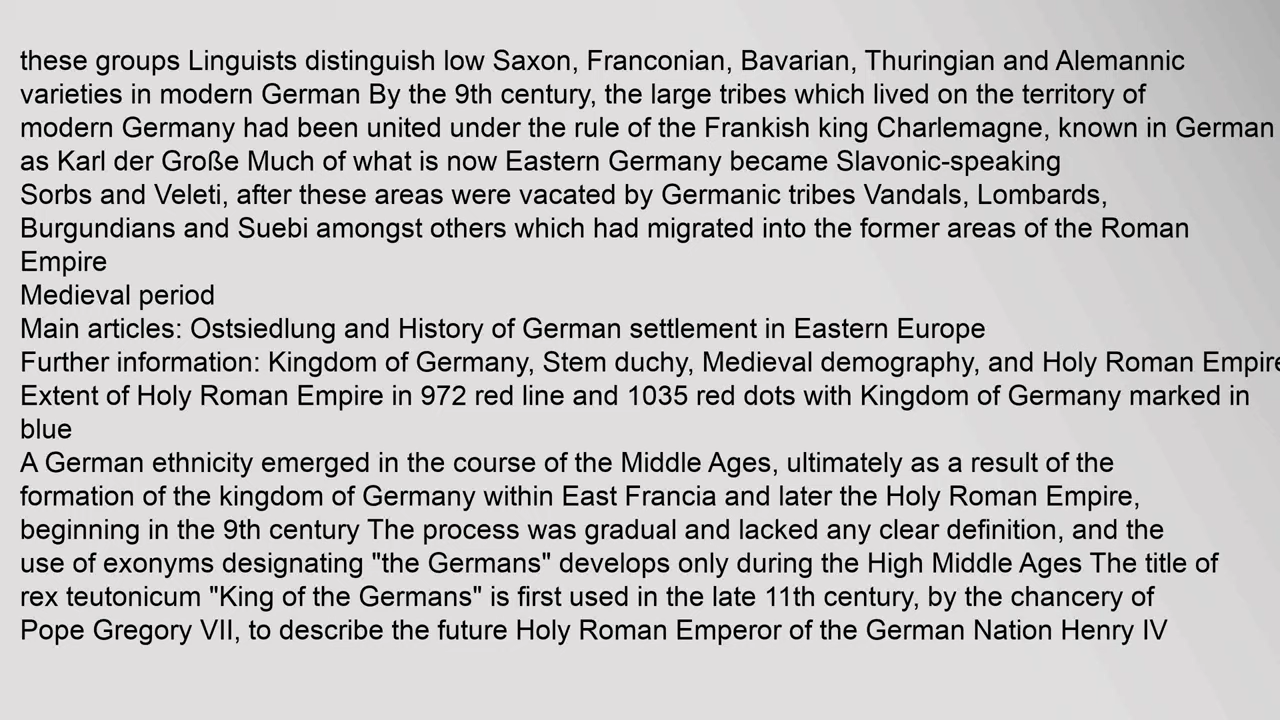 these groups Linguists distinguish low Saxon, Franconian, Bavarian, Thuringian and Alemannic
varieties in modern German By the 9th century, the large tribes which lived on the territory of
modern Germany had been united under the rule of the Frankish king Charlemagne, known in German
as Karl der Große Much of what is now Eastern Germany became Slavonic-speaking
Sorbs and Veleti, after these areas were vacated by Germanic tribes Vandals, Lombards,
Burgundians and Suebi amongst others which had migrated into the former areas of the Roman
Empire
Medieval period
Main articles: Ostsiedlung and History of German settlement in Eastern Europe
Further information: Kingdom of Germany, Stem duchy, Medieval demography, and Holy Roman Empire
Extent of Holy Roman Empire in 972 red line and 1035 red dots with Kingdom of Germany marked in
blue
A German ethnicity emerged in the course of the Middle Ages, ultimately as a result of the
formation of the kingdom of Germany within East Francia and later the Holy Roman Empire,
beginning in the 9th century The process was gradual and lacked any clear definition, and the
use of exonyms designating "the Germans" develops only during the High Middle Ages The title of
rex teutonicum "King of the Germans" is first used in the late 11th century, by the chancery of
Pope Gregory VII, to describe the future Holy Roman Emperor of the German Nation Henry IV